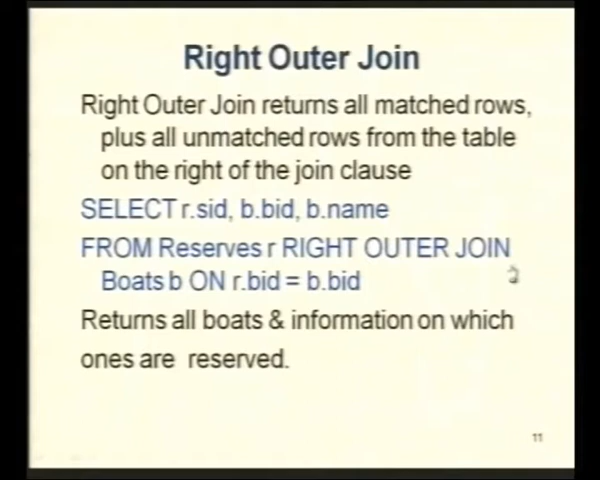 Right Outer Join
Right Outer Join returns all matched rows,
plus all unmatched rows from the table
on the right of the join clause
SELECT r.sid, b.bid, b.name
FROM Reserves r RIGHT OUTER JOIN
Boats b ON r.bid = b.bid
Returns all boats & information on which
ones are reserved.
11